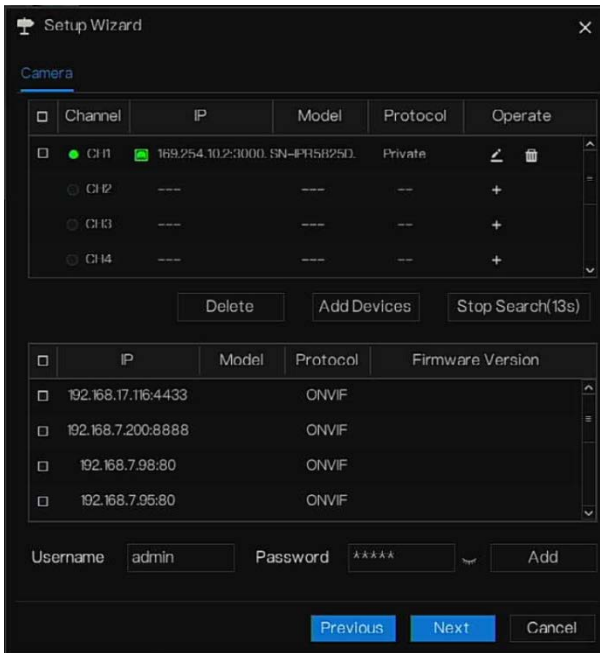 Setup Wizard
Camera
Channel IP Model Protocol Operate
CH1 169.254.10.2:3000. SN-IPR5825D. Private
CH2 --- --- --
CH3 --- --- --
CH4 --- --- --
Delete Add Devices Stop Search(13s)
IP Model Protocol Firmware Version
192.168.17.116:4433 ONVIF
192.168.7.200:8888 ONVIF
192.168.7.98:80 ONVIF
192.168.7.95:80 ONVIF
Username admin Password ***** Add
Previous Next Cancel